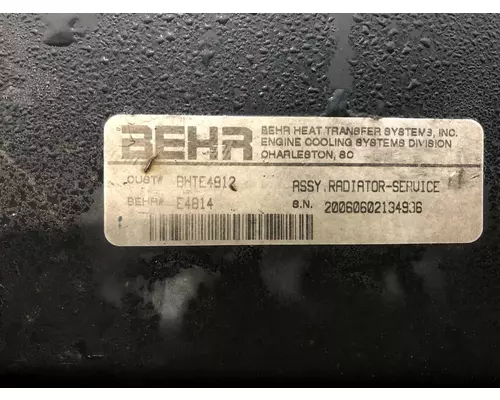 BEHR
BEHR HEAT TRANSFER SYSTEMS, INC.
ENGINE COOLING SYSTEMS DIVISION
CHARLESTON, SC
CUST# BHTE4912 ASSY.RADIATOR-SERVICE
BEHR# E4814 S.N. 20060602134936